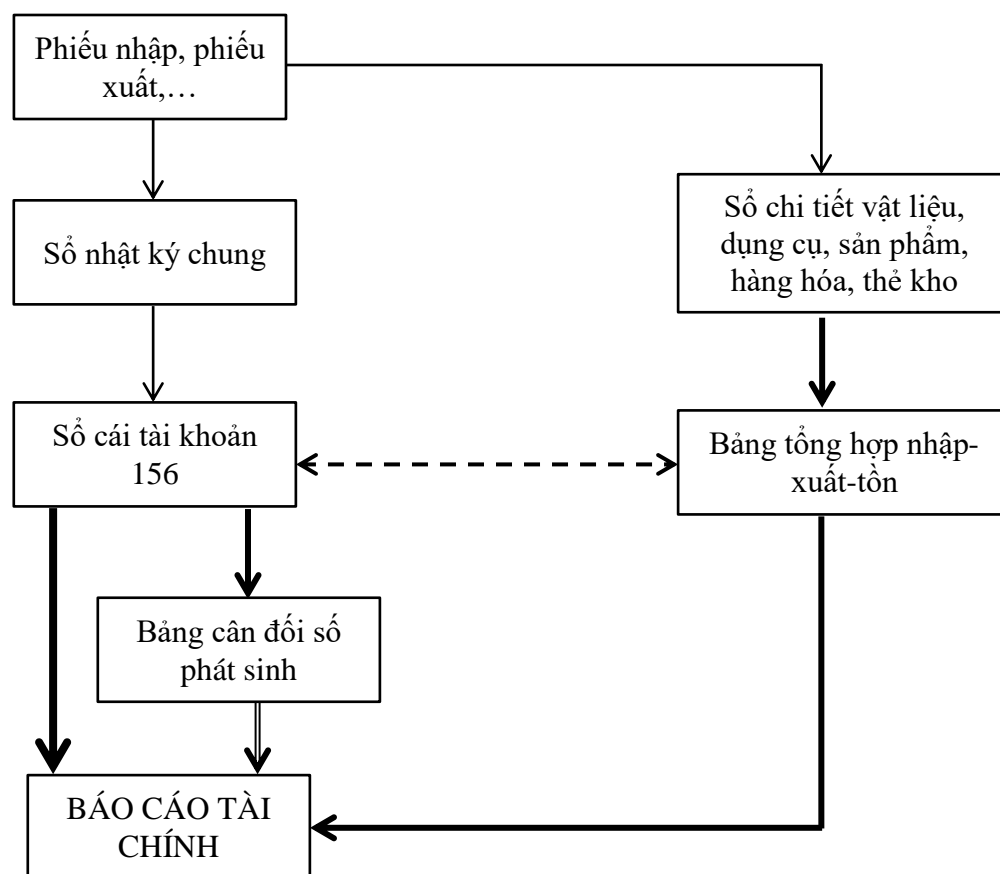 Phiếu nhập, phiếu
xuất,…
Sổ nhật ký chung
Sổ chi tiết vật liệu,
dụng cụ, sản phẩm,
hàng hóa, thẻ kho
Sổ cái tài khoản
156
Bảng tổng hợp nhập-
xuất-tồn
Bảng cân đối số
phát sinh
BÁO CÁO TÀI
CHÍNH